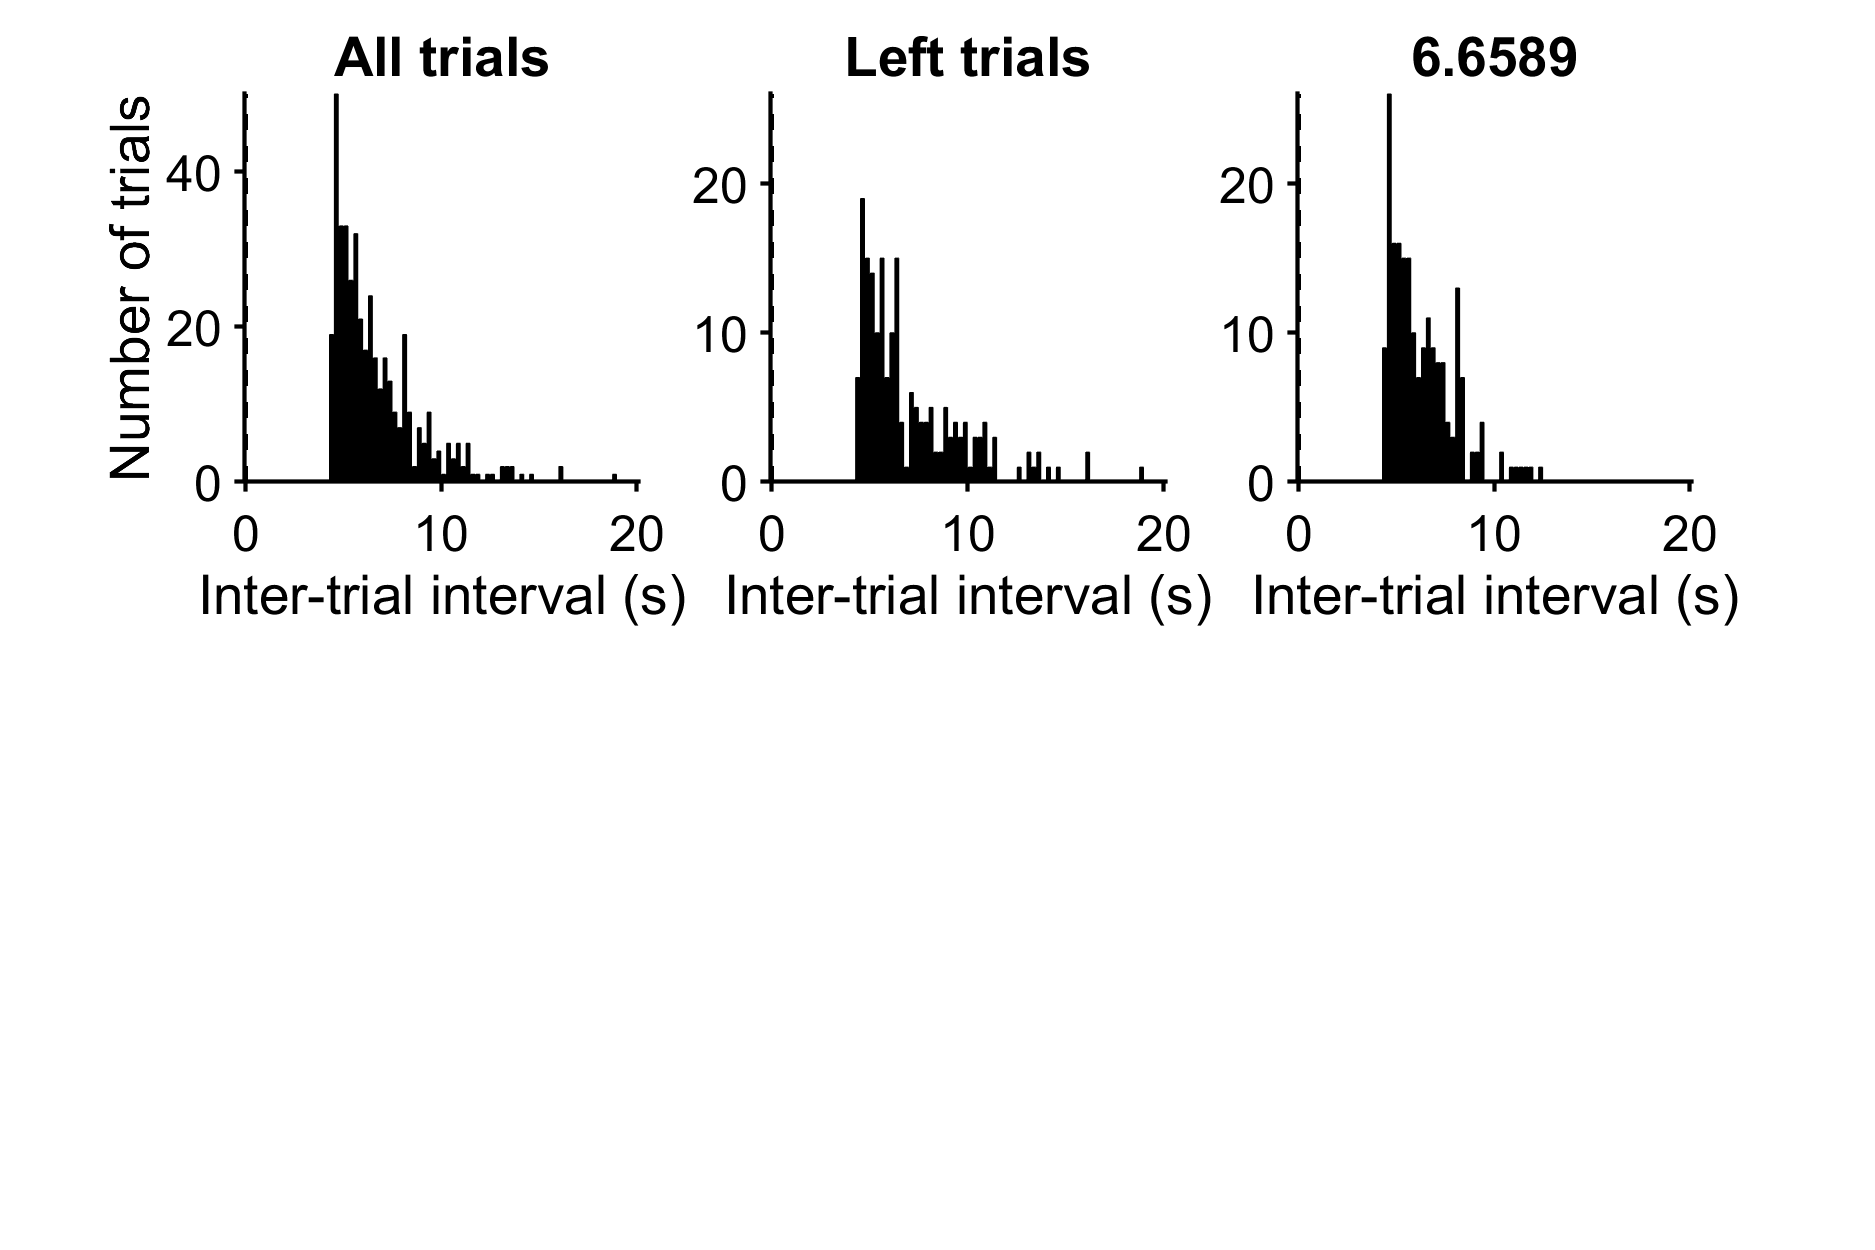 All trials
Left trials
6.6589
Number of trials
40
20
0
20
10
0
20
10
0
0 10 20
0 10 20
0 10 20
Inter-trial interval (s)
Inter-trial interval (s)
Inter-trial interval (s)